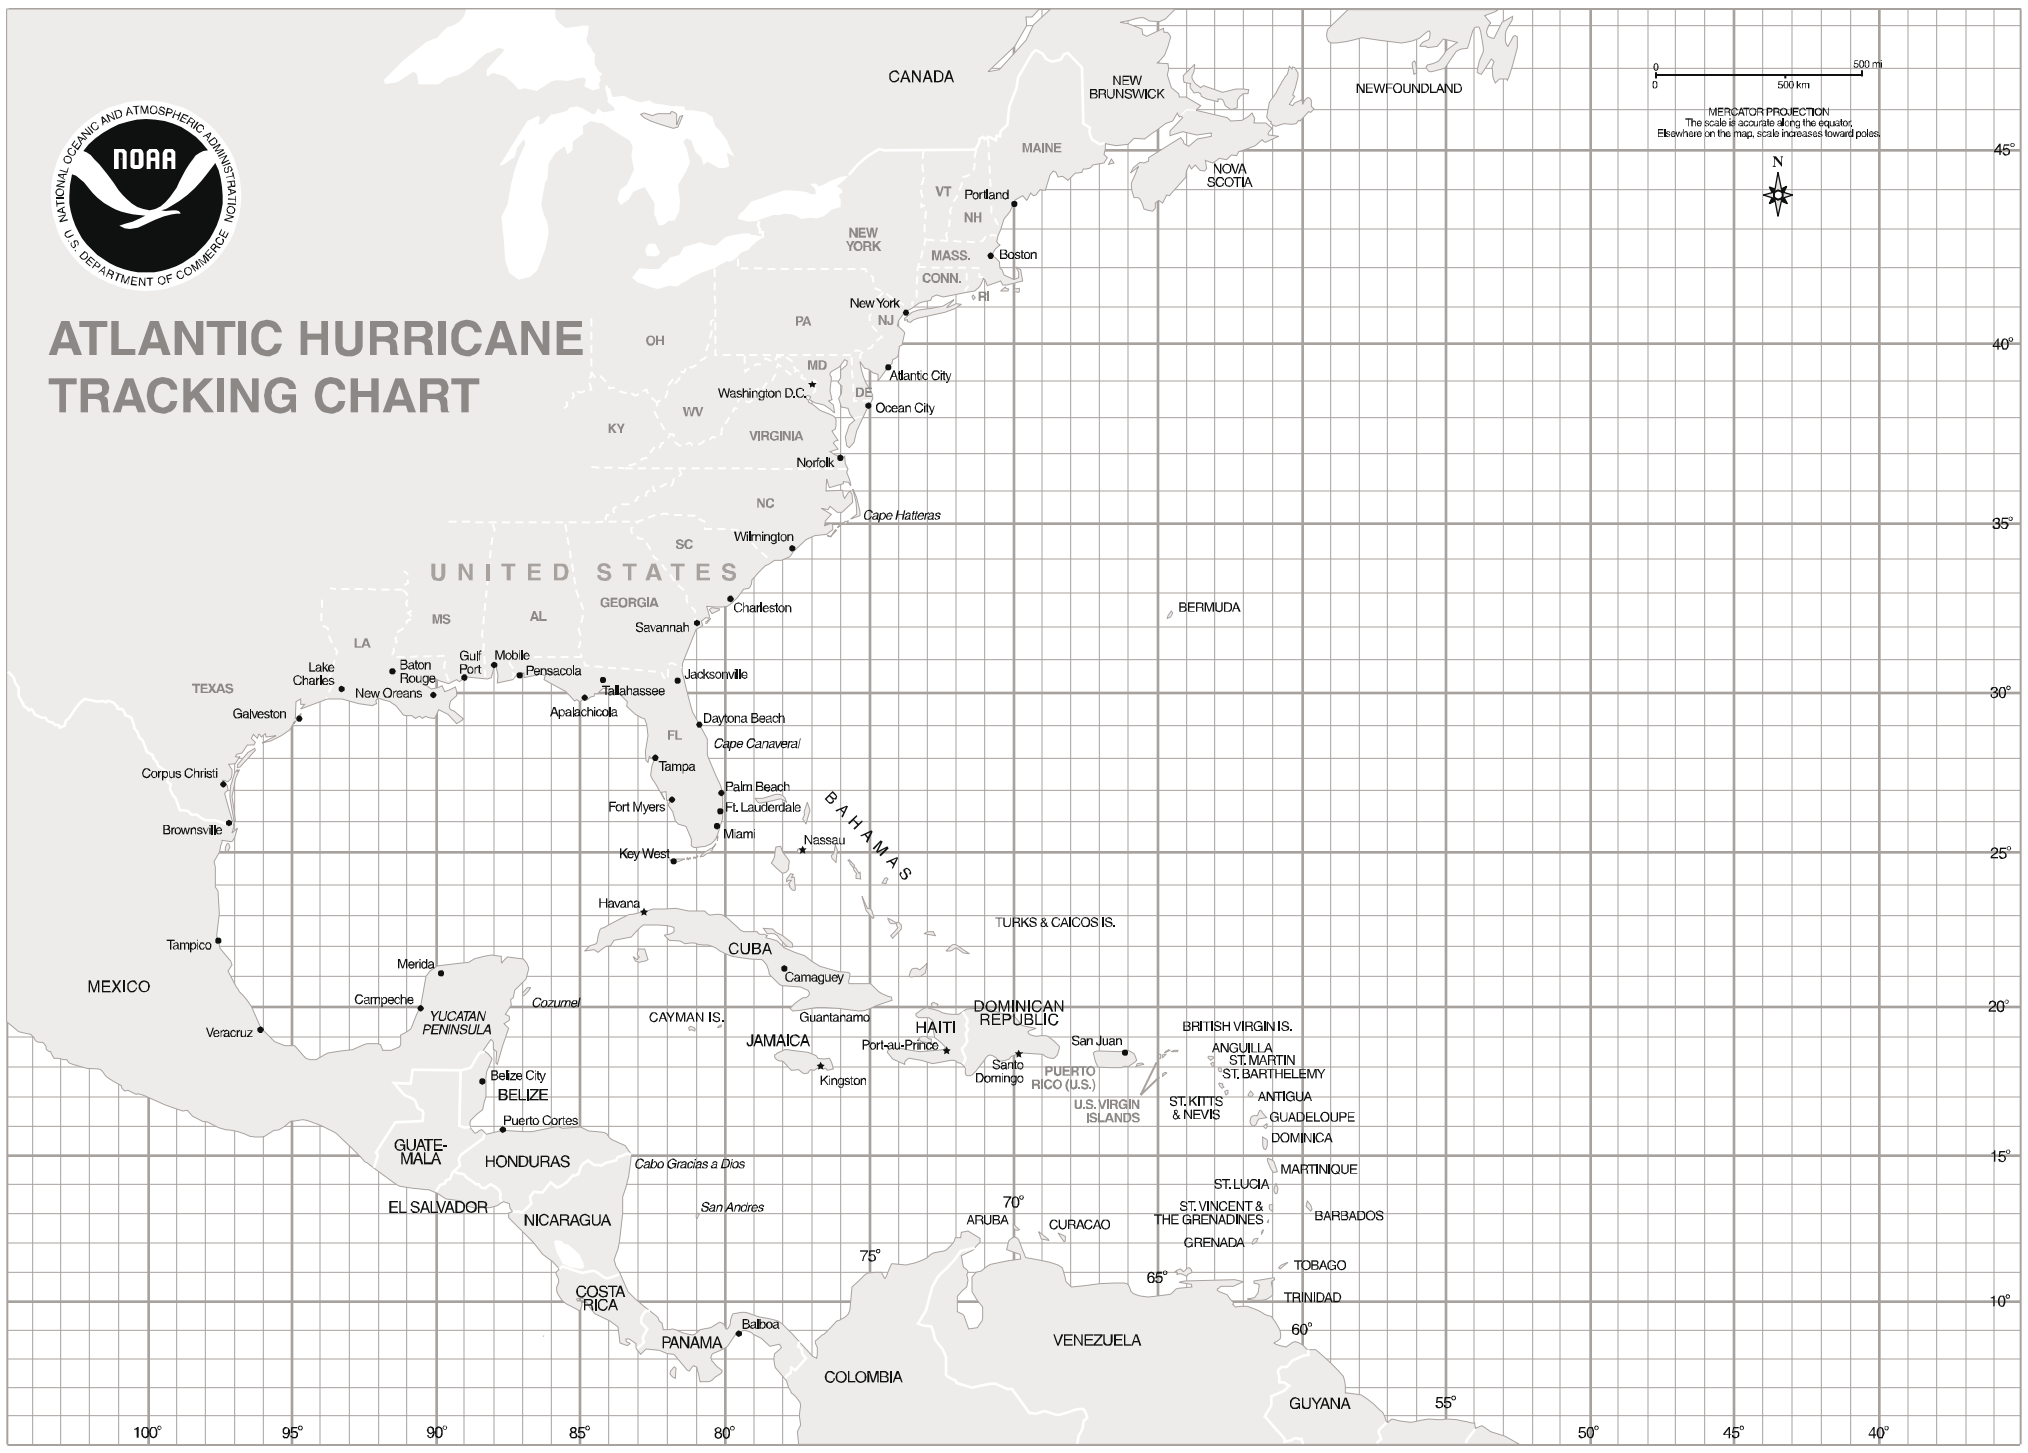 NATIONAL OCEANIC AND ATMOSPHERIC ADMINISTRATION
NOAA
U.S. DEPARTMENT OF COMMERCE
ATLANTIC HURRICANE
TRACKING CHART
0
500 mi
0
500 km
MERCATOR PROJECTION
The scale is accurate along the equator.
Elsewhere on the map, scale increases toward poles.
N
CANADA
NEW
BRUNSWICK
NEWFOUNDLAND
MAINE
NOVA
SCOTIA
VT
NH
Portland
NEW
YORK
MASS.
Boston
CONN.
RI
New York
NJ
PA
OH
MD
Atlantic City
Washington D.C.
DE
Ocean City
WV
KY
VIRGINIA
Norfolk
NC
Cape Hatteras
Wilmington
SC
UNITED STATES
GEORGIA
Charleston
BERMUDA
MS
AL
Savannah
LA
Lake
Charles
Baton
Rouge
Gulf
Port
Mobile
Pensacola
Jacksonville
TEXAS
New Oreans
Tallahassee
Apalachicola
Galveston
Daytona Beach
FL
Cape Canaveral
Corpus Christi
Tampa
Palm Beach
Fort Myers
Ft. Lauderdale
BAHAMAS
Brownsville
Miami
Nassau
Key West
Havana
TURKS & CAICOS IS.
Tampico
CUBA
Merida
Camaguey
MEXICO
Campeche
Cozumel
YUCATAN
PENINSULA
Veracruz
CAYMAN IS.
Guantanamo
DOMINICAN
REPUBLIC
HAITI
JAMAICA
Port-au-Prince
San Juan
BRITISH VIRGIN IS.
ANGUILLA
ST. MARTIN
ST. BARTHELEMY
Kingston
Santo
Domingo
PUERTO
RICO (U.S.)
U.S. VIRGIN
ISLANDS
ST. KITTS
& NEVIS
ANTIGUA
GUADELOUPE
DOMINICA
Belize City
BELIZE
Puerto Cortes
GUATE-
MALA
HONDURAS
Cabo Gracias a Dios
MARTINIQUE
ST. LUCIA
EL SALVADOR
NICARAGUA
San Andres
ARUBA
CURACAO
ST. VINCENT &
THE GRENADINES
BARBADOS
GRENADA
TOBAGO
COSTA
RICA
TRINIDAD
PANAMA
Balboa
VENEZUELA
COLOMBIA
GUYANA
45°
40°
35°
30°
25°
20°
15°
10°
100°
95°
90°
85°
80°
75°
70°
65°
60°
55°
50°
45°
40°